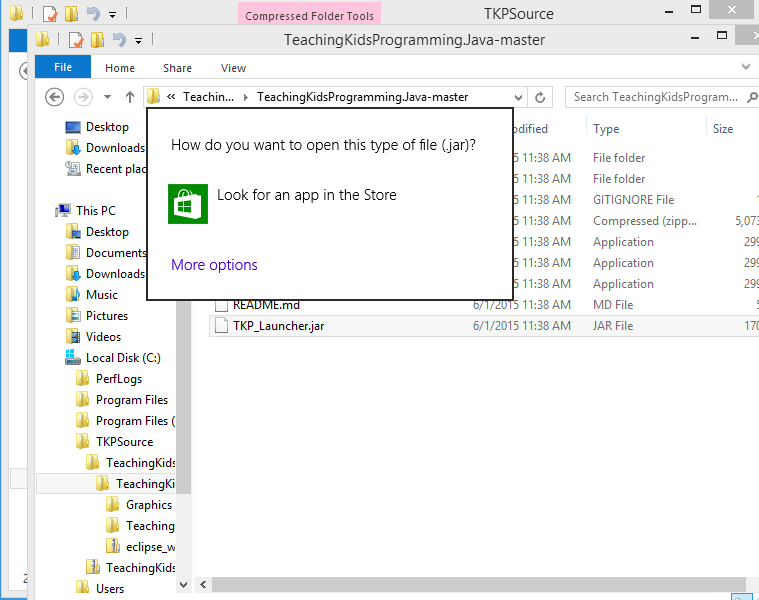 Compressed Folder Tools
TKPSource
TeachingKidsProgramming.Java-master
File Home Share View
« Teachin... TeachingKidsProgramming.Java-master
Search TeachingKidsProgram...
Type Size
Desktop
Downloads
Recent plac
This PC
Desktop
Documents
Downloads
Music
Pictures
Videos
Local Disk (C:)
PerfLogs
Program Files
Program Files (
TKPSource
TeachingKids
TeachingKi
Graphics
Teaching
eclipse_w
TeachingKids
Users
How do you want to open this type of file (.jar)?
Look for an app in the Store
More options
5 11:38 AM File folder
5 11:38 AM File folder
5 11:38 AM GITIGNORE File
5 11:38 AM Compressed (zipp... 5,073
5 11:38 AM Application 299
5 11:38 AM Application 299
5 11:38 AM Application 299
README.md 6/1/2015 11:38 AM MD File
TKP_Launcher.jar 6/1/2015 11:38 AM JAR File 170